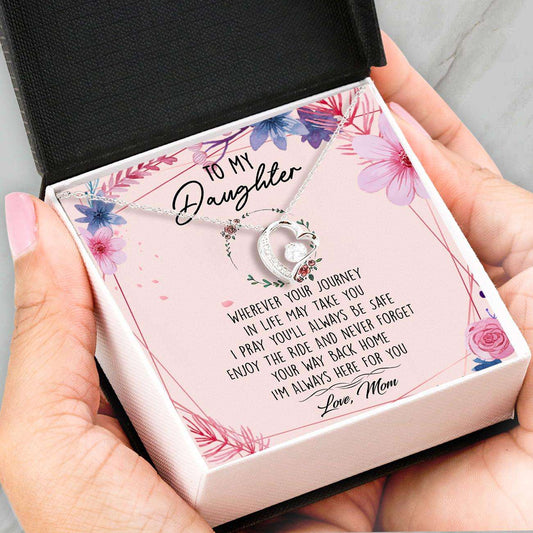 TO MY
Daughter
WHEREVER YOUR JOURNEY
IN LIFE MAY TAKE YOU
I PRAY YOU'LL ALWAYS BE SAFE
ENJOY THE RIDE AND NEVER FORGET
YOUR WAY BACK HOME
I'M ALWAYS HERE FOR YOU
Love, Mom